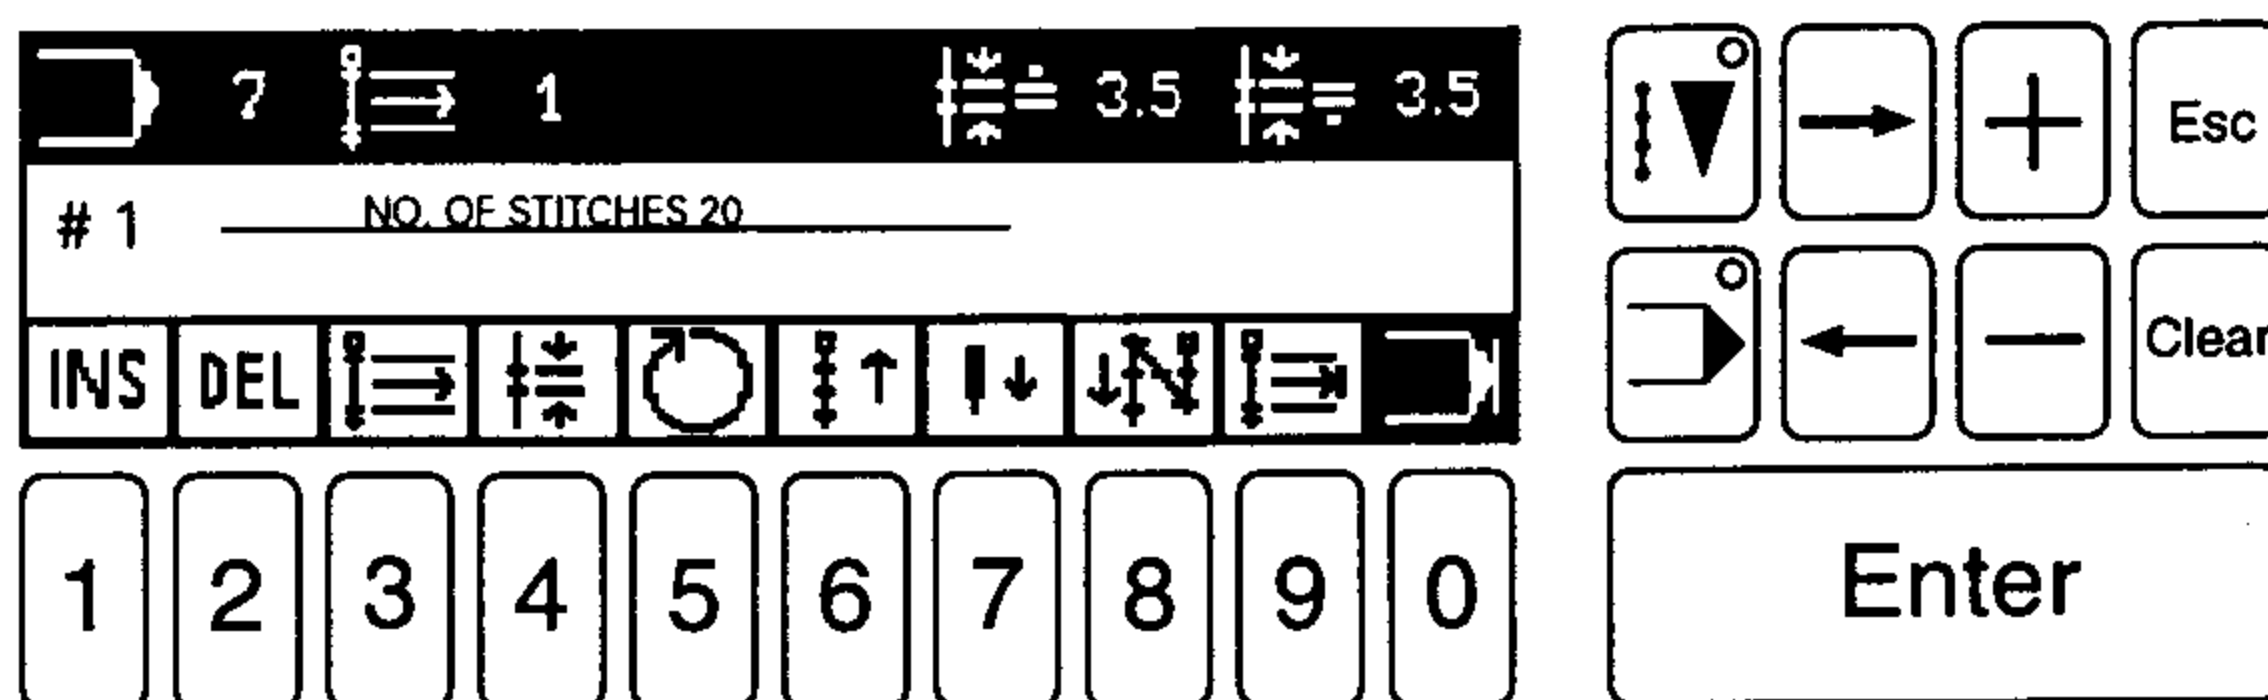 7 1 3.5 3.5
# 1 NO. OF STITCHES 20
INS DEL
1 2 3 4 5 6 7 8 9 0
Esc
Clear
Enter